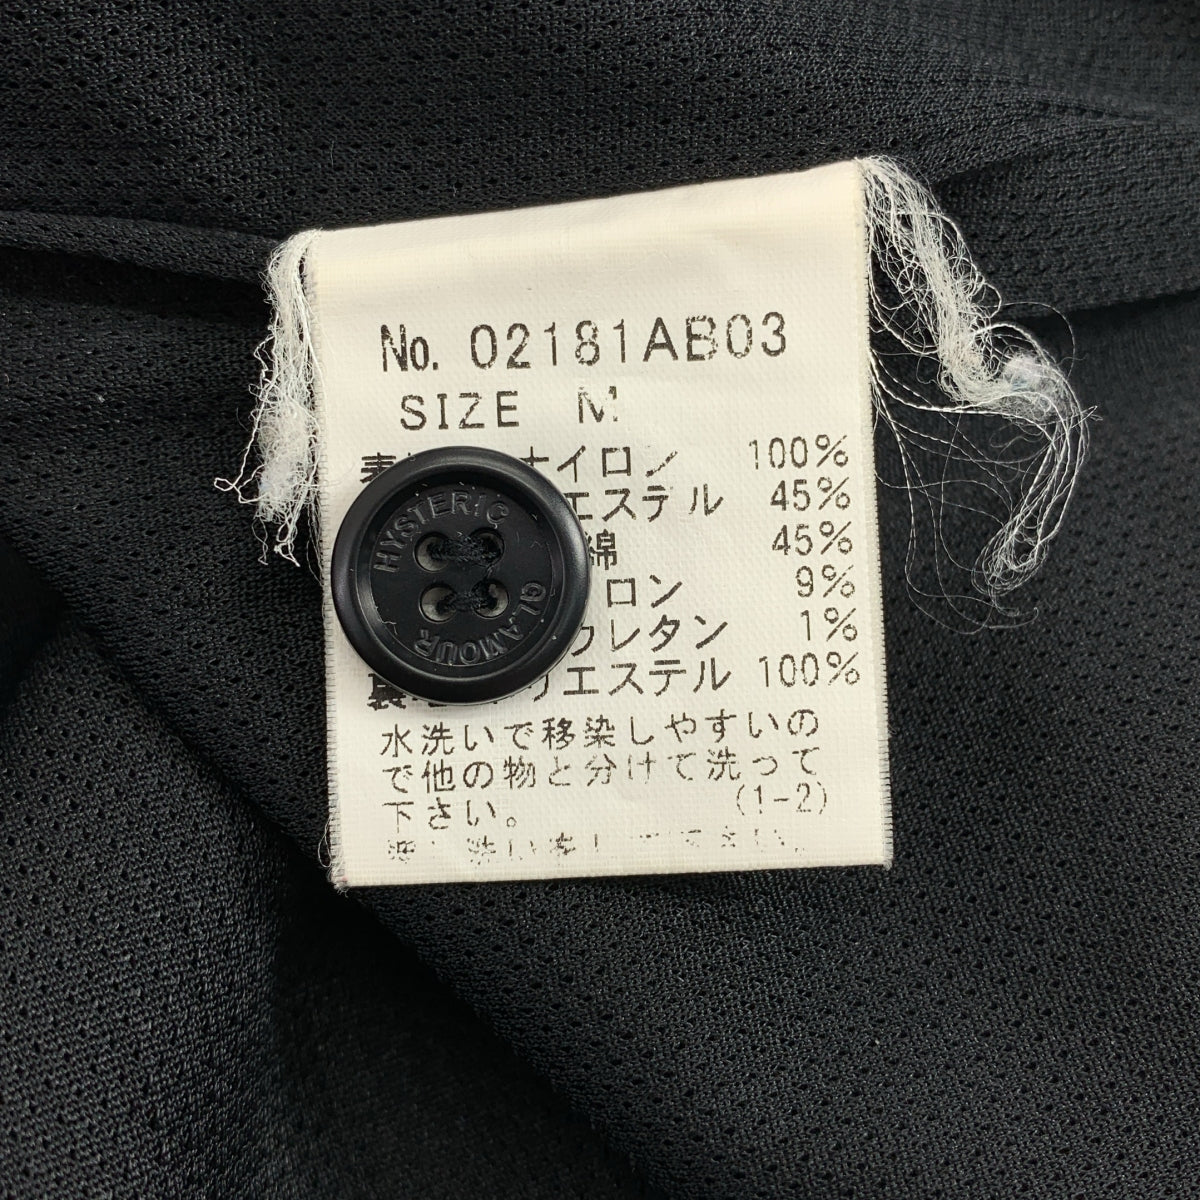 No. 02181AB03
SIZE M
ナイロン 100%
エステル 45%
綿 45%
ロン 9%
ウレタン 1%
リエステル 100%
水洗いで移染しやすいの
で他の物と分けて洗って
下さい。 (1-2)
HYSTERIC
GLAMOUR